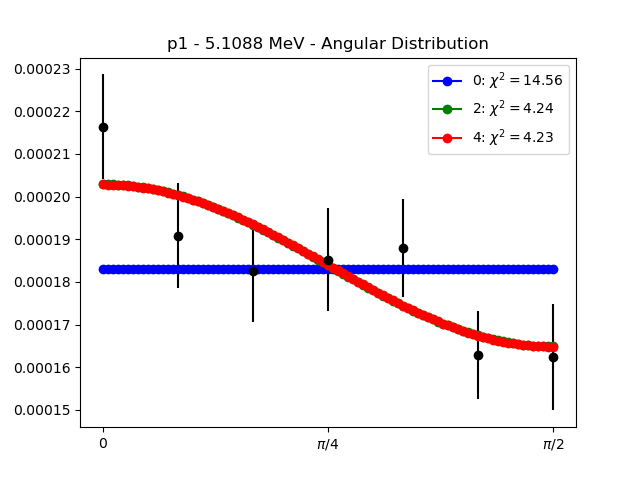 p1 - 5.1088 MeV - Angular Distribution
0.00023
0.00022
0.00021
0.00020
0.00019
0.00018
0.00017
0.00016
0.00015
0: χ² = 14.56
2: χ² = 4.24
4: χ² = 4.23
0 π/4 π/2